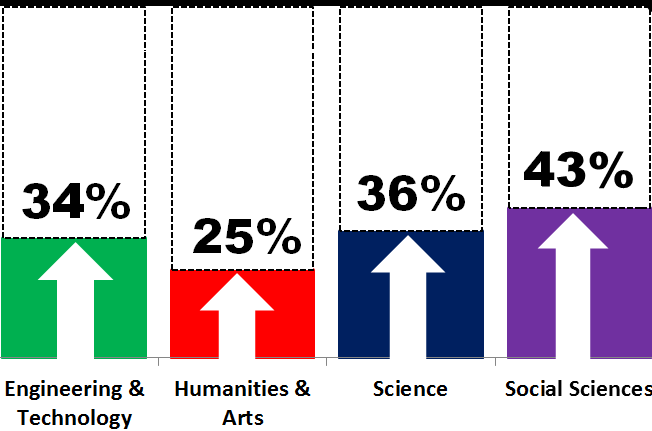 34%
25%
36%
43%
Engineering &
Technology
Humanities &
Arts
Science
Social Sciences